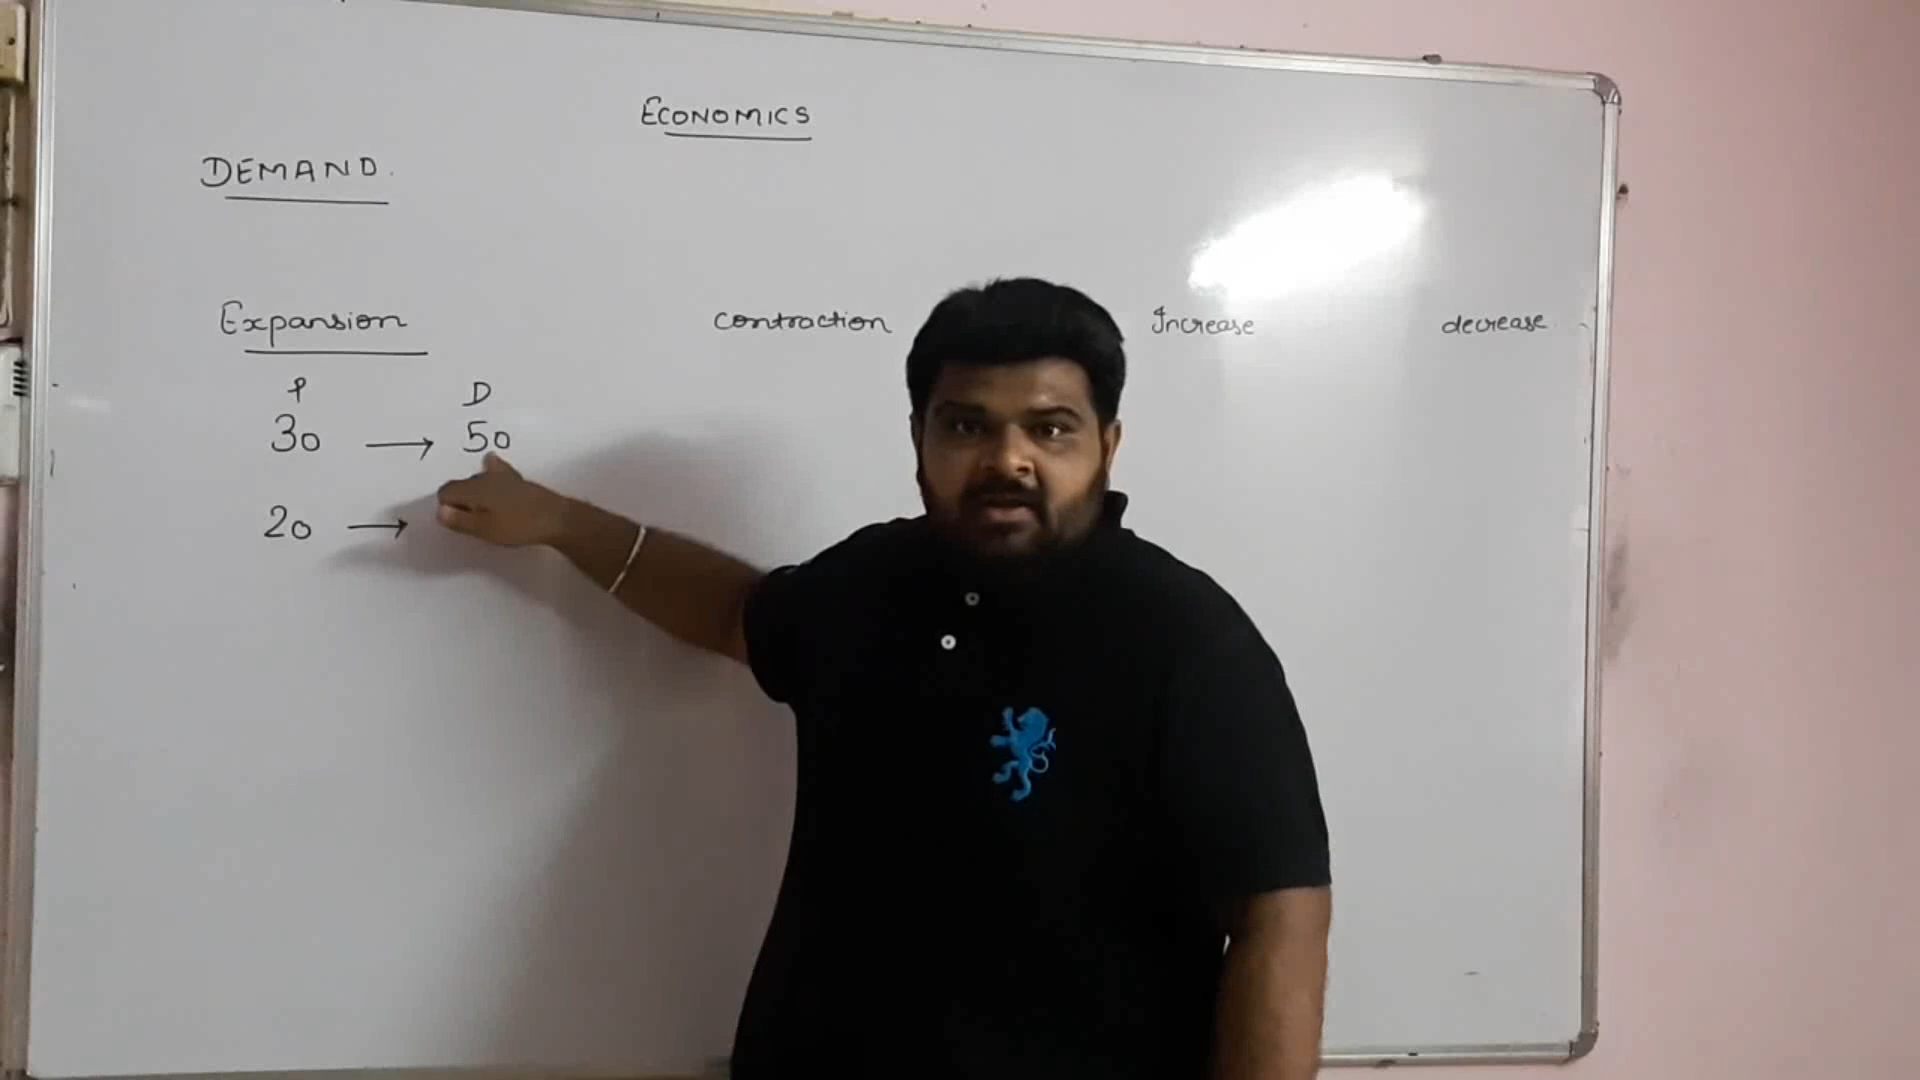 ECONOMICS
DEMAND.
Expansion contraction Increase decrease.
P D
30 → 50
20 →